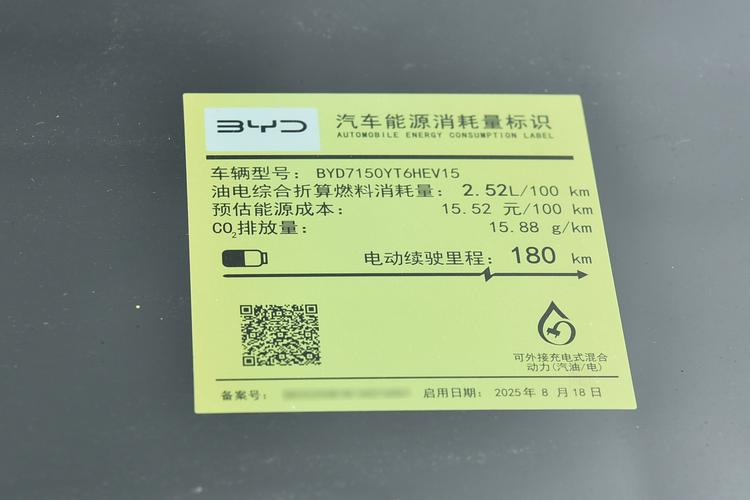 BYD
汽车能源消耗量标识
AUTOMOBILE ENERGY CONSUMPTION LABEL
车辆型号: BYD7150YT6HEV15
油电综合折算燃料消耗量: 2.52L/100 km
预估能源成本: 15.52 元/100 km
CO₂排放量: 15.88 g/km
电动续驶里程: 180 km
可外接充电式混合
动力(汽油/电)
备案号:
启用日期: 2025年 8 月 18 日